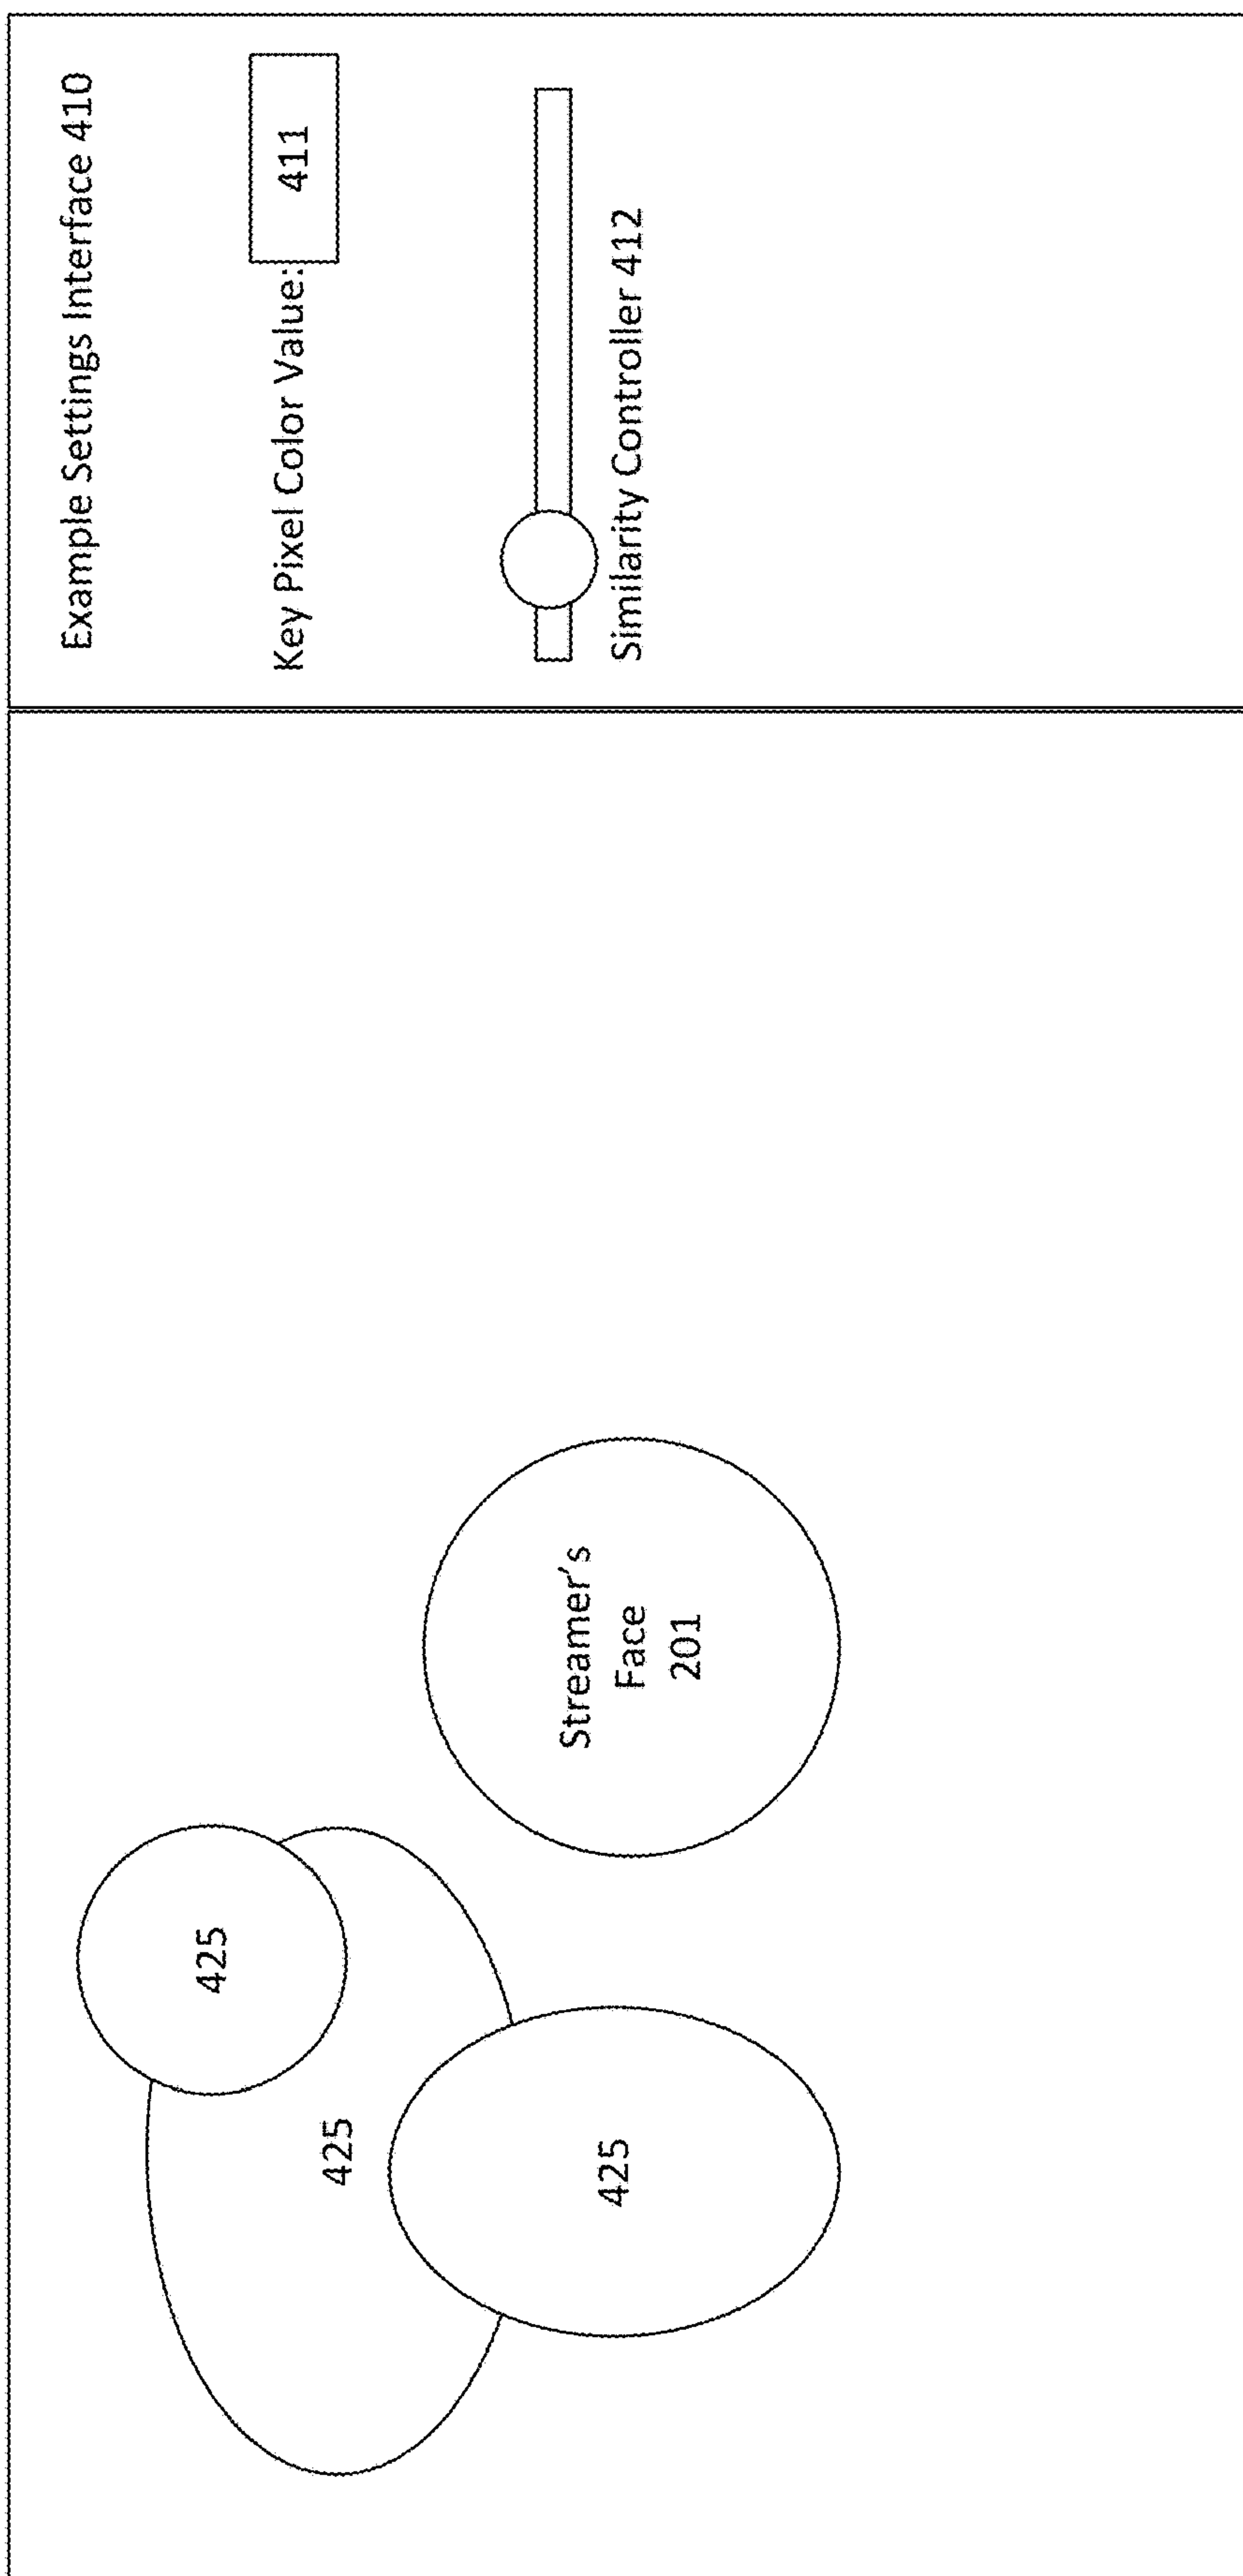 425
425
425
Streamer's
Face
201
Example Settings Interface 410
Key Pixel Color Value:
411
Similarity Controller 412